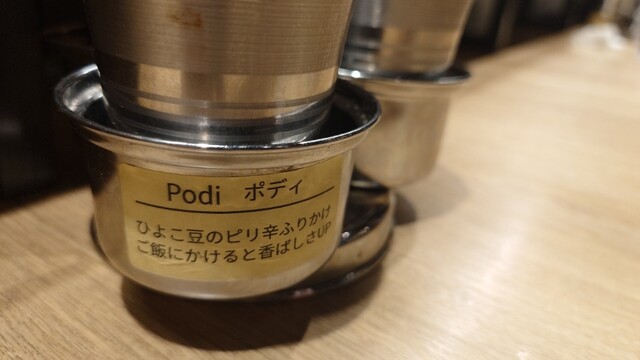 Podi ポディ
ひよこ豆のピリ辛ふりかけ
ご飯にかけると香ばしさUP